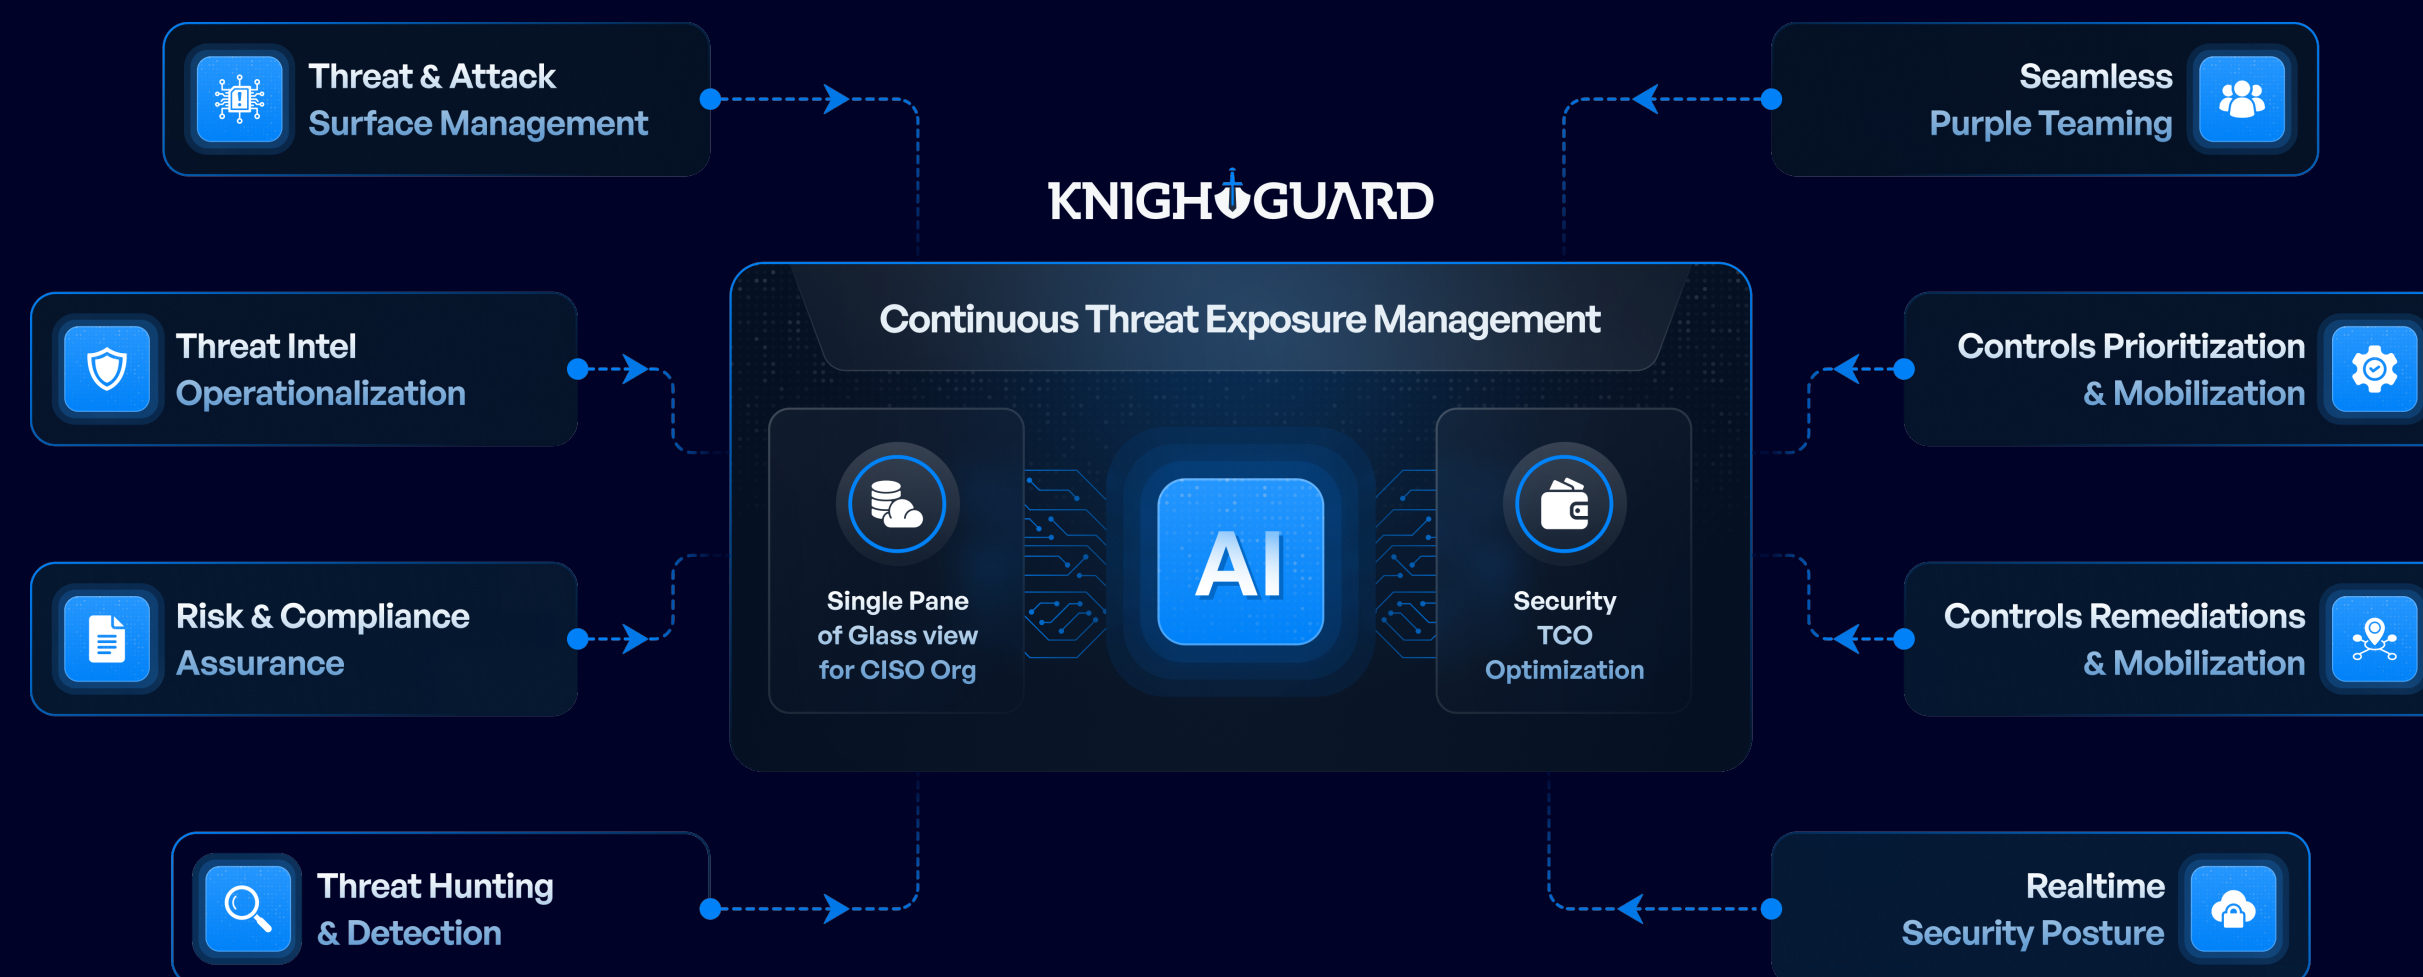 Threat & Attack
Surface Management
Seamless
Purple Teaming
KNIGHTGUARD
Continuous Threat Exposure Management
Threat Intel
Operationalization
Controls Prioritization
& Mobilization
Single Pane
of Glass view
for CISO Org
AI
Security
TCO
Optimization
Risk & Compliance
Assurance
Controls Remediations
& Mobilization
Threat Hunting
& Detection
Realtime
Security Posture